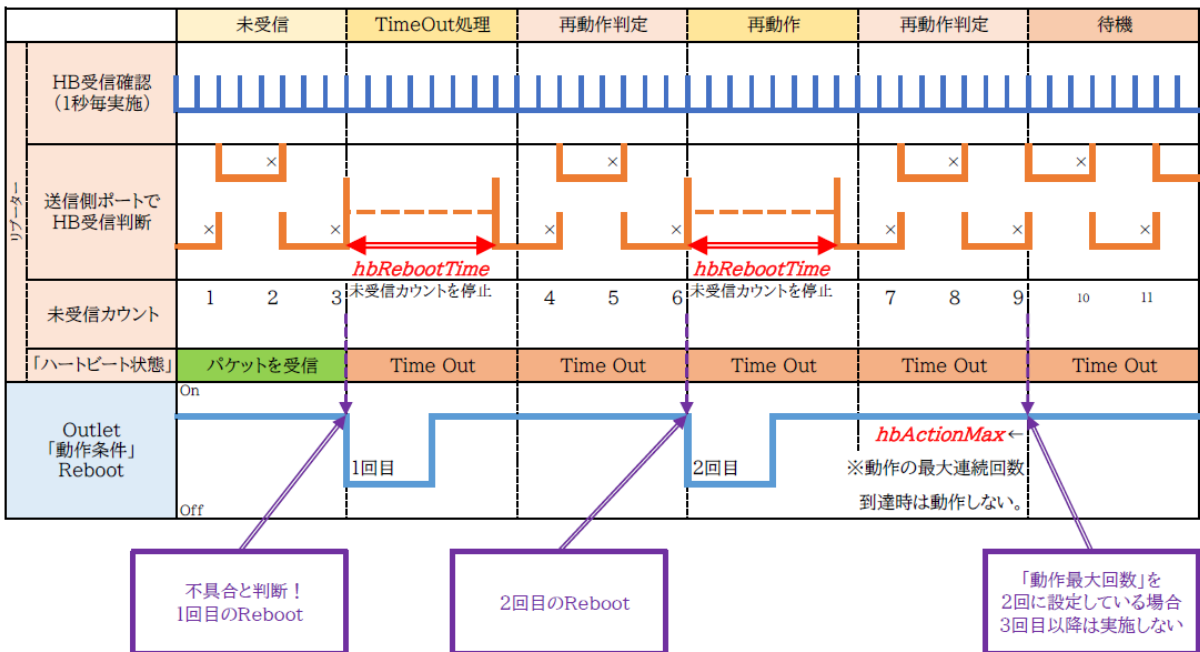 未受信 TimeOut処理 再動作判定 再動作 再動作判定 待機
リブーター
HB受信確認
（1秒毎実施）
送信側ポートで
HB受信判断
× × × × × × × × × × ×
hbRebootTime hbRebootTime
未受信カウント
1 2 3 未受信カウントを停止 4 5 6 未受信カウントを停止 7 8 9 10 11
「ハートビート状態」 パケットを受信 Time Out Time Out Time Out Time Out Time Out
Outlet
「動作条件」
Reboot
On
Off
1回目
2回目
hbActionMax←
※動作の最大連続回数
到達時は動作しない。
不具合と判断！
1回目のReboot
2回目のReboot
「動作最大回数」を
2回に設定している場合
3回目以降は実施しない